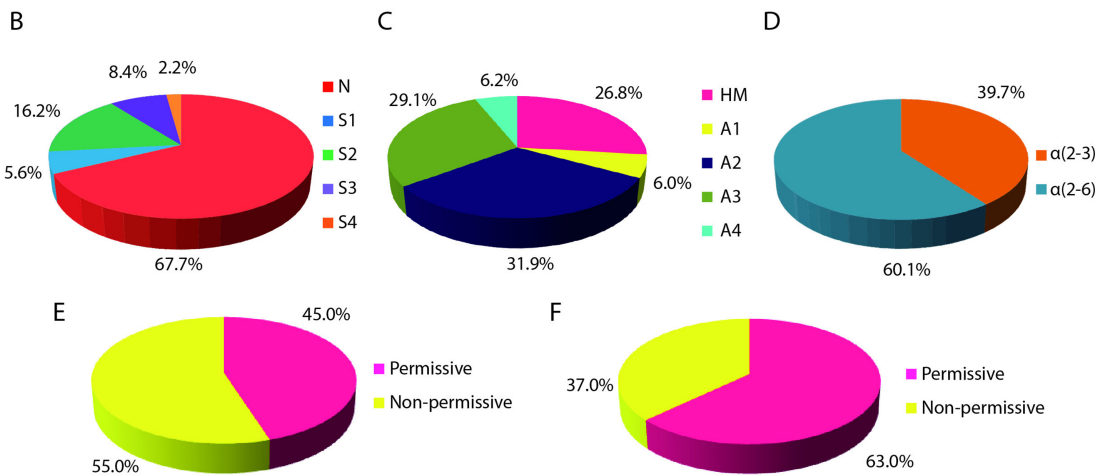 B
8.4%
2.2%
16.2%
5.6%
67.7%
N
S1
S2
S3
S4
C
6.2%
29.1%
26.8%
6.0%
31.9%
HM
A1
A2
A3
A4
D
39.7%
60.1%
α(2-3)
α(2-6)
E
45.0%
55.0%
Permissive
Non-permissive
F
37.0%
63.0%
Permissive
Non-permissive